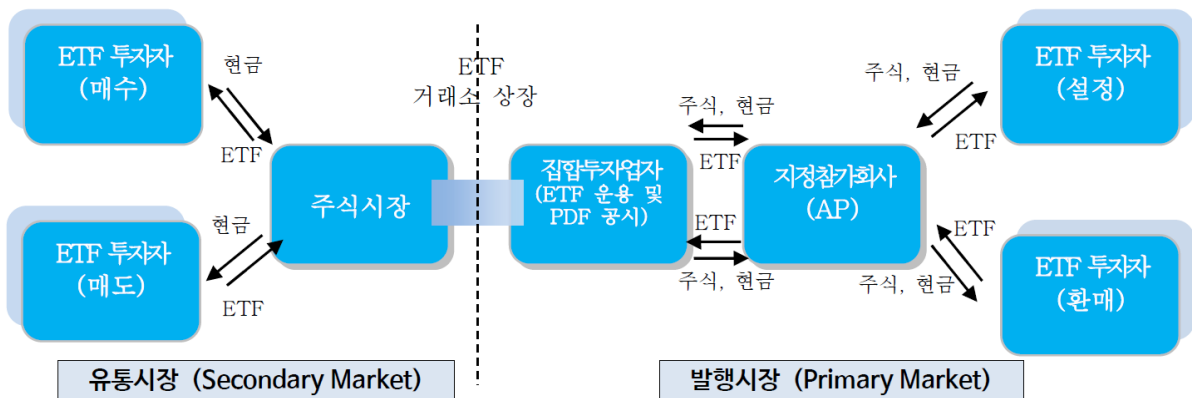 ETF 투자자
(매수)
현금
ETF
ETF 투자자
(매도)
현금
ETF
주식시장
ETF
거래소 상장
집합투자업자
(ETF 운용 및
PDF 공시)
주식, 현금
ETF
ETF
주식, 현금
지정참가회사
(AP)
주식, 현금
ETF
ETF
주식, 현금
ETF 투자자
(설정)
ETF 투자자
(환매)
유통시장 (Secondary Market)
발행시장 (Primary Market)